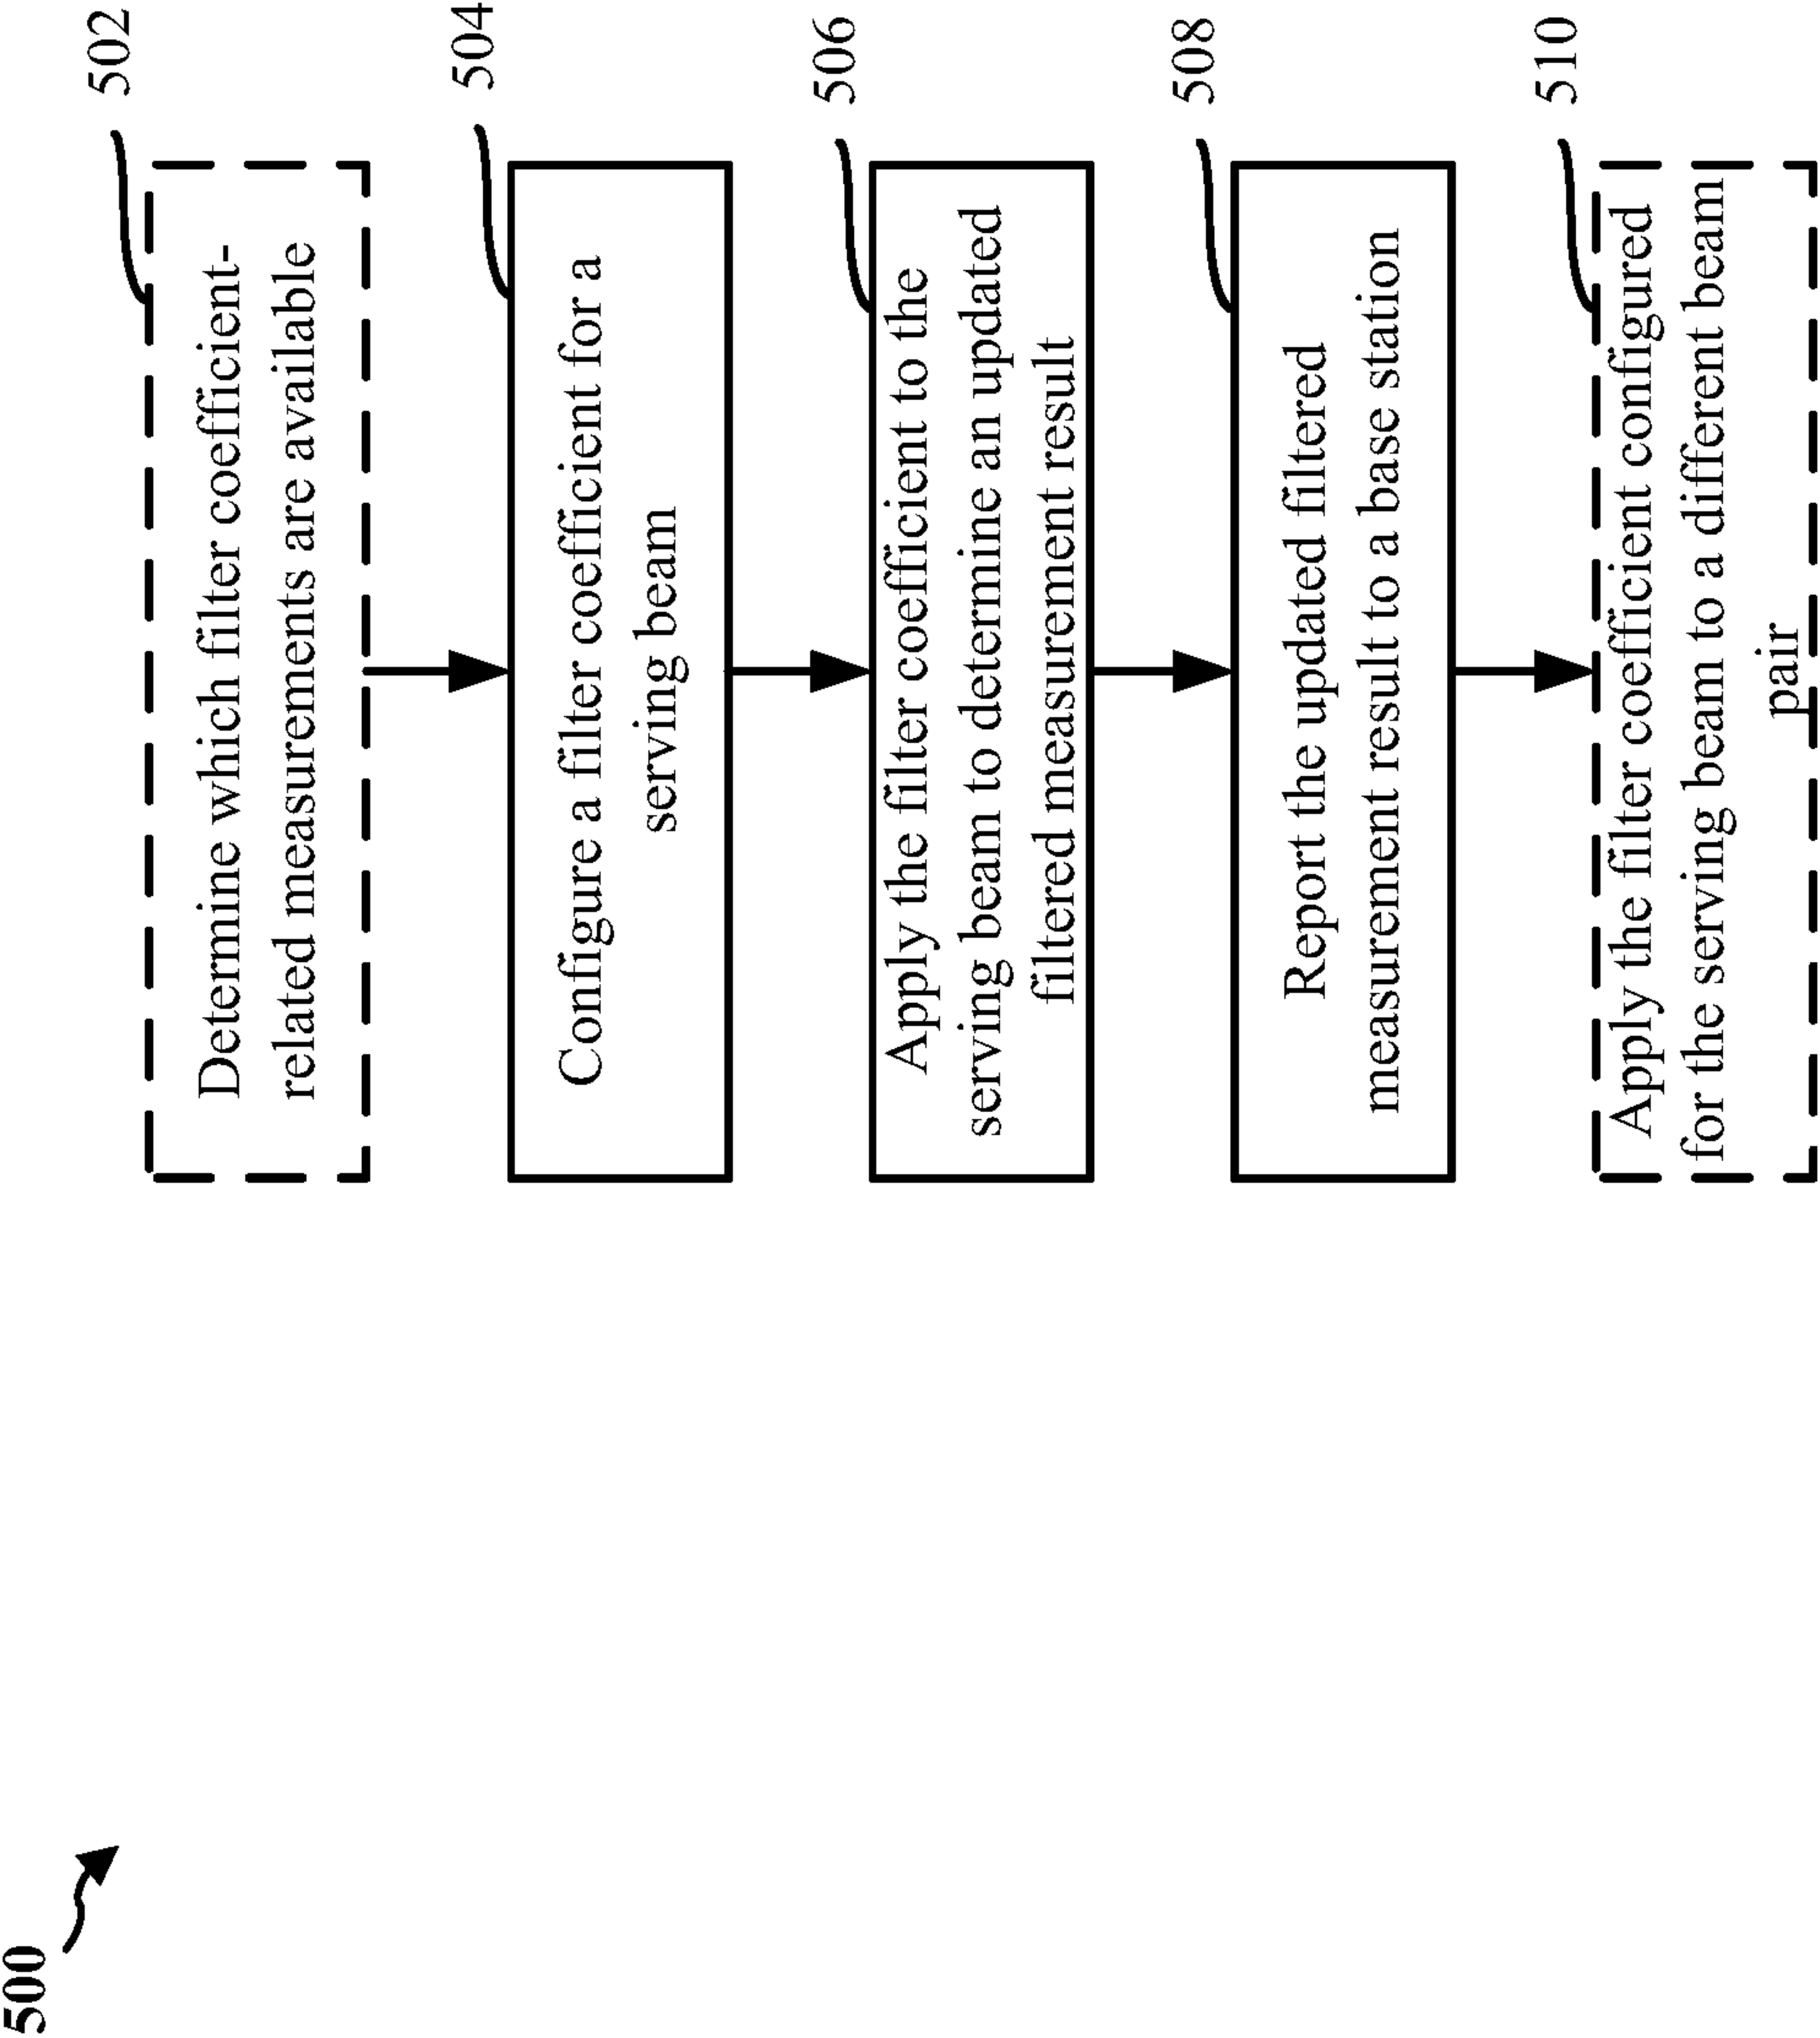 500
502
Determine which filter coefficient-
related measurements are available
504
Configure a filter coefficient for a
serving beam
506
Apply the filter coefficient to the
serving beam to determine an updated
filtered measurement result
508
Report the updated filtered
measurement result to a base station
510
Apply the filter coefficient configured
for the serving beam to a different beam
pair